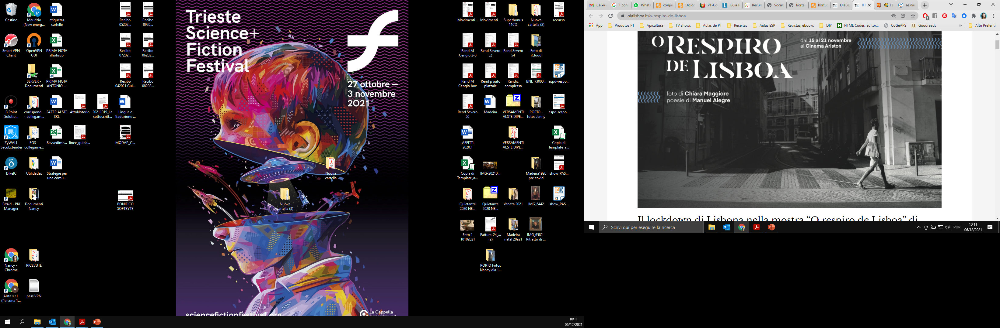 Cestino
Maurizio
(New energ...
etiquetas
cartelle
Recibo
05202...
Recibo
0920...
Smart VPN
Client
OpenVPN
GUI
PRIMA NOTA
ilhofisco
Recibo
07202...
Recibo
06202...
SERVER -
Documenti
PRIMA NOTA
ANTONIO ...
Recibo
042021 Gui...
Recibo
08202...
B.Point
Solutio...
corrispond...
- collegam...
FAZER ALSTE
SRL
AttoNotorio
20211019_La
sottoscritt...
Lingua e
Traduzione ...
ZyWALL
SecuExtender
EOS -
collegame...
Ravvedime...
linee_guida...
MODAP_C...
DikeIC
Utilidades
Strategie per
una comu...
Bit4id - PKI
Manager
Documenti
Nancy
BONIFICO
SOFTBYTE
Nancy -
Chrome
RICEVUTE
Alste s.r.l.
(Persona 1...
pass VPN
Trieste
Science+
Fiction
Festival
27 ottobre —
3 novembre
2021
Nuova
cartella
Nuova
cartella (3)
sciencefictionfestival.org
La Cappella
Underground
Movimenti...
Movimenti...
Superbonus
110%
Nuova
cartella (2)
recurso
Rend M
Cengio 2-3
Rend Severo
52
Rend Severo
54
Foto di
iCloud
Rend M
Cengio box
Rend p auto
piazzale
Rendic
complesso
BNL_73000...
espd-respo...
Rend Severo
50
Madeira
VERSAMENTI
ALSTE DIPE...
PORTO -
fotos Jenny
espd-respo...
AFFITTI
2020.1
VERSAMENTI
ALSTE DIPE...
Copia di
Template_a...
Copia di
Template_a...
IMG-20210...
Madeira1920
pre covid
show_PAS...
Quietanze
2020 NE...
Quietanze
2020 NE...
Veneza 2021
IMG_6442
show_PAS...
Foto 1
10102021
Fattura-24_...
(2)
Madeira
natal 20a21
IMG_6582 -
Ritratto di ...
PORTO Fotos
Nancy dia 1...
10:11
06/12/2021
Caixa
1 conj
Whats
conjug
Dicion
PT-Co
Guia
Recur
Vocab
Portal
Portu
OláLis
Il
Fa
se nã
olalisboa.it/o-respiro-de-lisboa
App
Produtos PT
Apicultura
TV shows
Aulas de PT
Receitas
Aulas ESP
Revistas, ebooks
DIY
HTML Codes, Editor...
CoGeAPS
Goodreads
»
Altri Preferiti
O RESPIRO
DE LISBOA
dal 15 al 21 novembre
al Cinema Ariston
foto di Chiara Maggiore
poesie di Manuel Alegre
Il lockdown di Lisbona nella mostra “O respiro de Lisboa” di
Scrivi qui per eseguire la ricerca
POR
10:11
06/12/2021